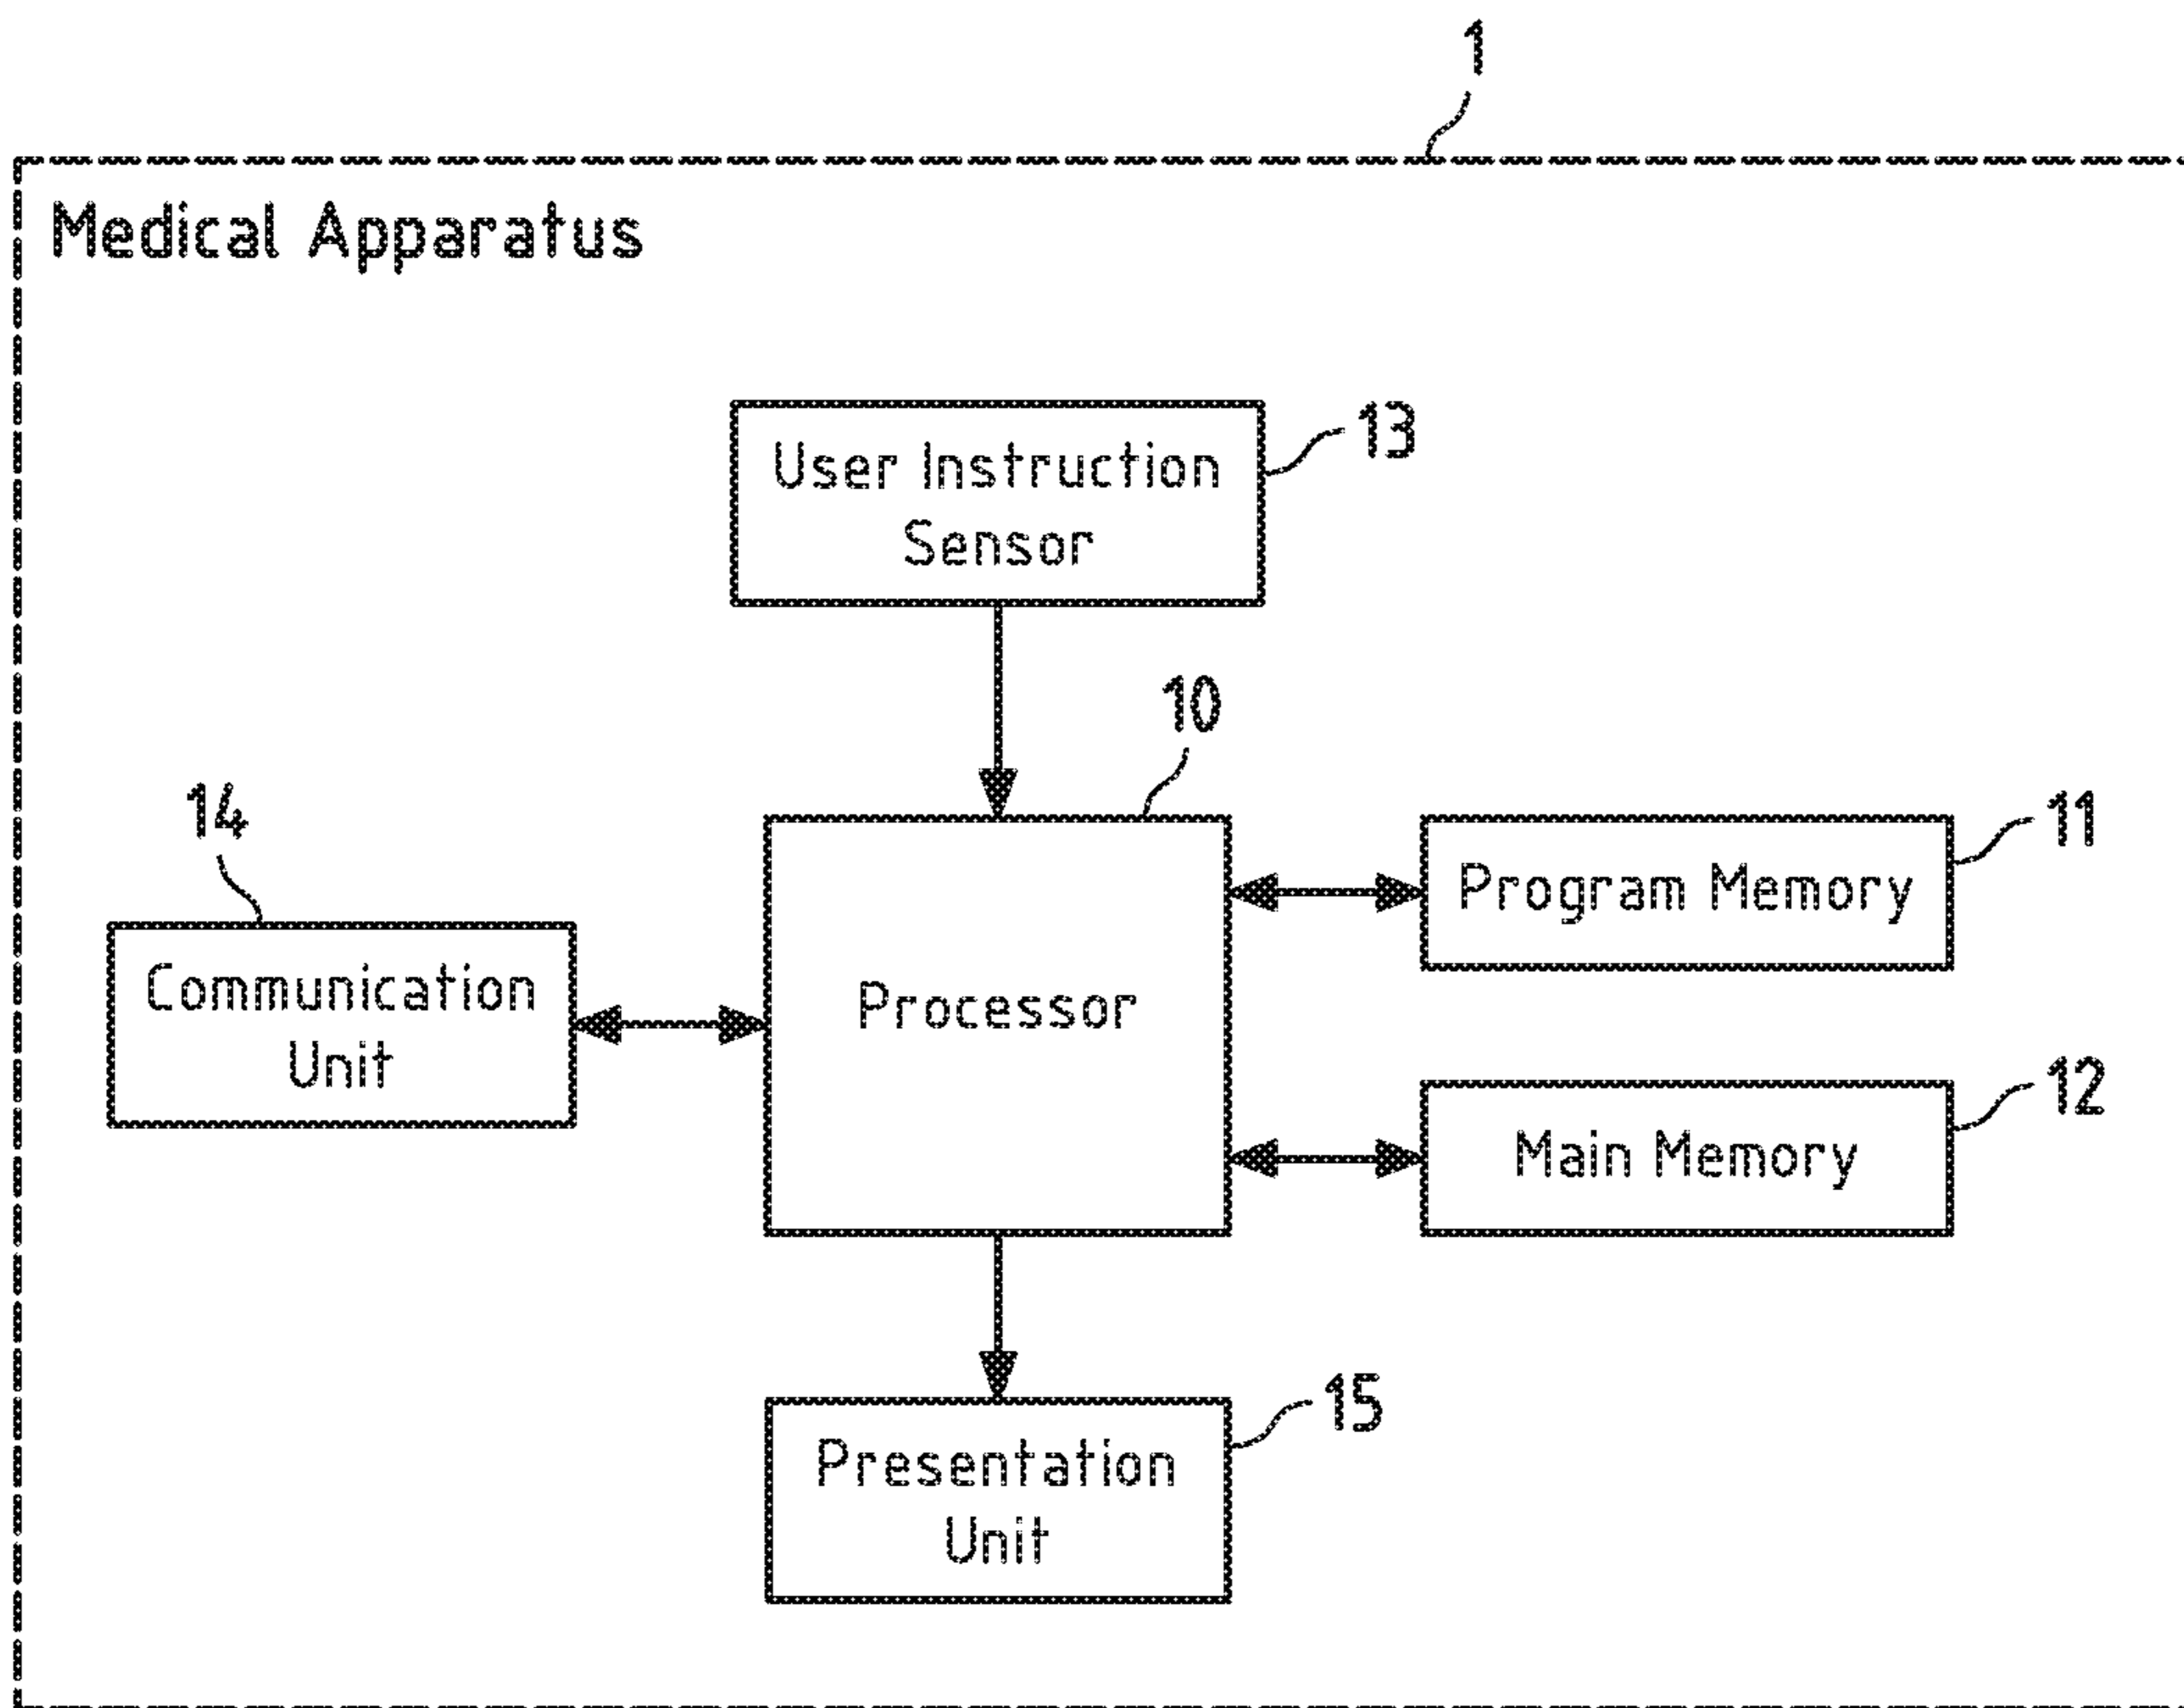 1
Medical Apparatus
User Instruction
Sensor
13
10
14
Communication
Unit
Processor
Program Memory
11
Main Memory
12
Presentation
Unit
15